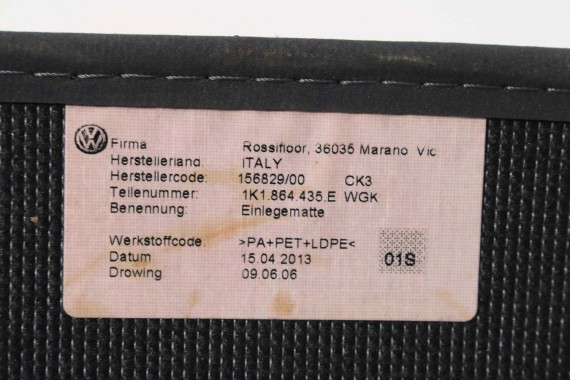 Firma Rossifloor, 36035 Marano Vic
Herstellerland. ITALY
Herstellercode: 156829/00 CK3
Teilenummer: 1K1.864.435.E WGK
Benennung: Einlegematte
Werkstoffcode: >PA+PET+LDPE<
Datum 15.04 2013
Drowing 09.06.06
01S